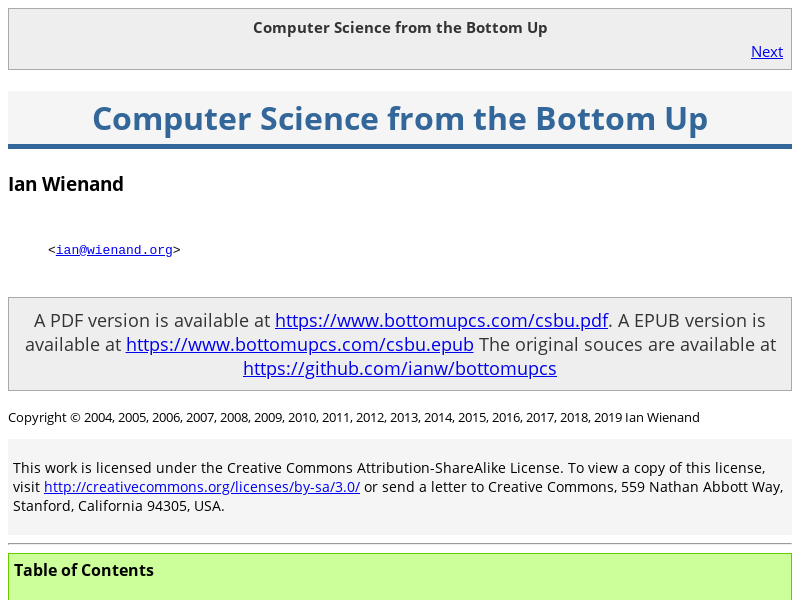 Computer Science from the Bottom Up
Next
Computer Science from the Bottom Up
Ian Wienand
<ian@wienand.org>
A PDF version is available at https://www.bottomupcs.com/csbu.pdf. A EPUB version is
available at https://www.bottomupcs.com/csbu.epub The original souces are available at
https://github.com/ianw/bottomupcs
Copyright © 2004, 2005, 2006, 2007, 2008, 2009, 2010, 2011, 2012, 2013, 2014, 2015, 2016, 2017, 2018, 2019 Ian Wienand
This work is licensed under the Creative Commons Attribution-ShareAlike License. To view a copy of this license,
visit http://creativecommons.org/licenses/by-sa/3.0/ or send a letter to Creative Commons, 559 Nathan Abbott Way,
Stanford, California 94305, USA.
Table of Contents